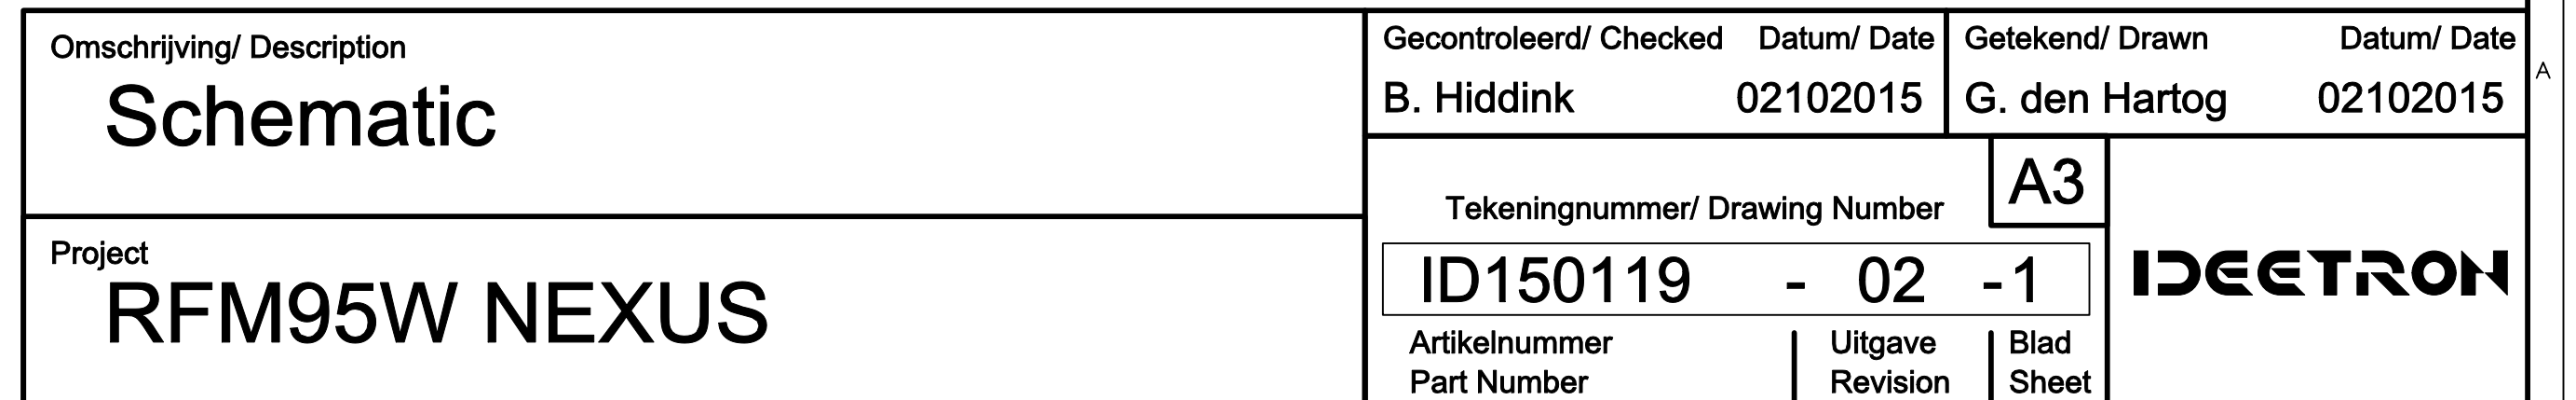 Omschrijving/ Description
Schematic
Gecontroleerd/ Checked Datum/ Date
B. Hiddink 02102015
Getekend/ Drawn Datum/ Date
G. den Hartog 02102015
A
Project
RFM95W NEXUS
A3
Tekeningnummer/ Drawing Number
ID150119 - 02 -1
Artikelnummer Uitgave Blad
Part Number Revision Sheet
IDEETRON